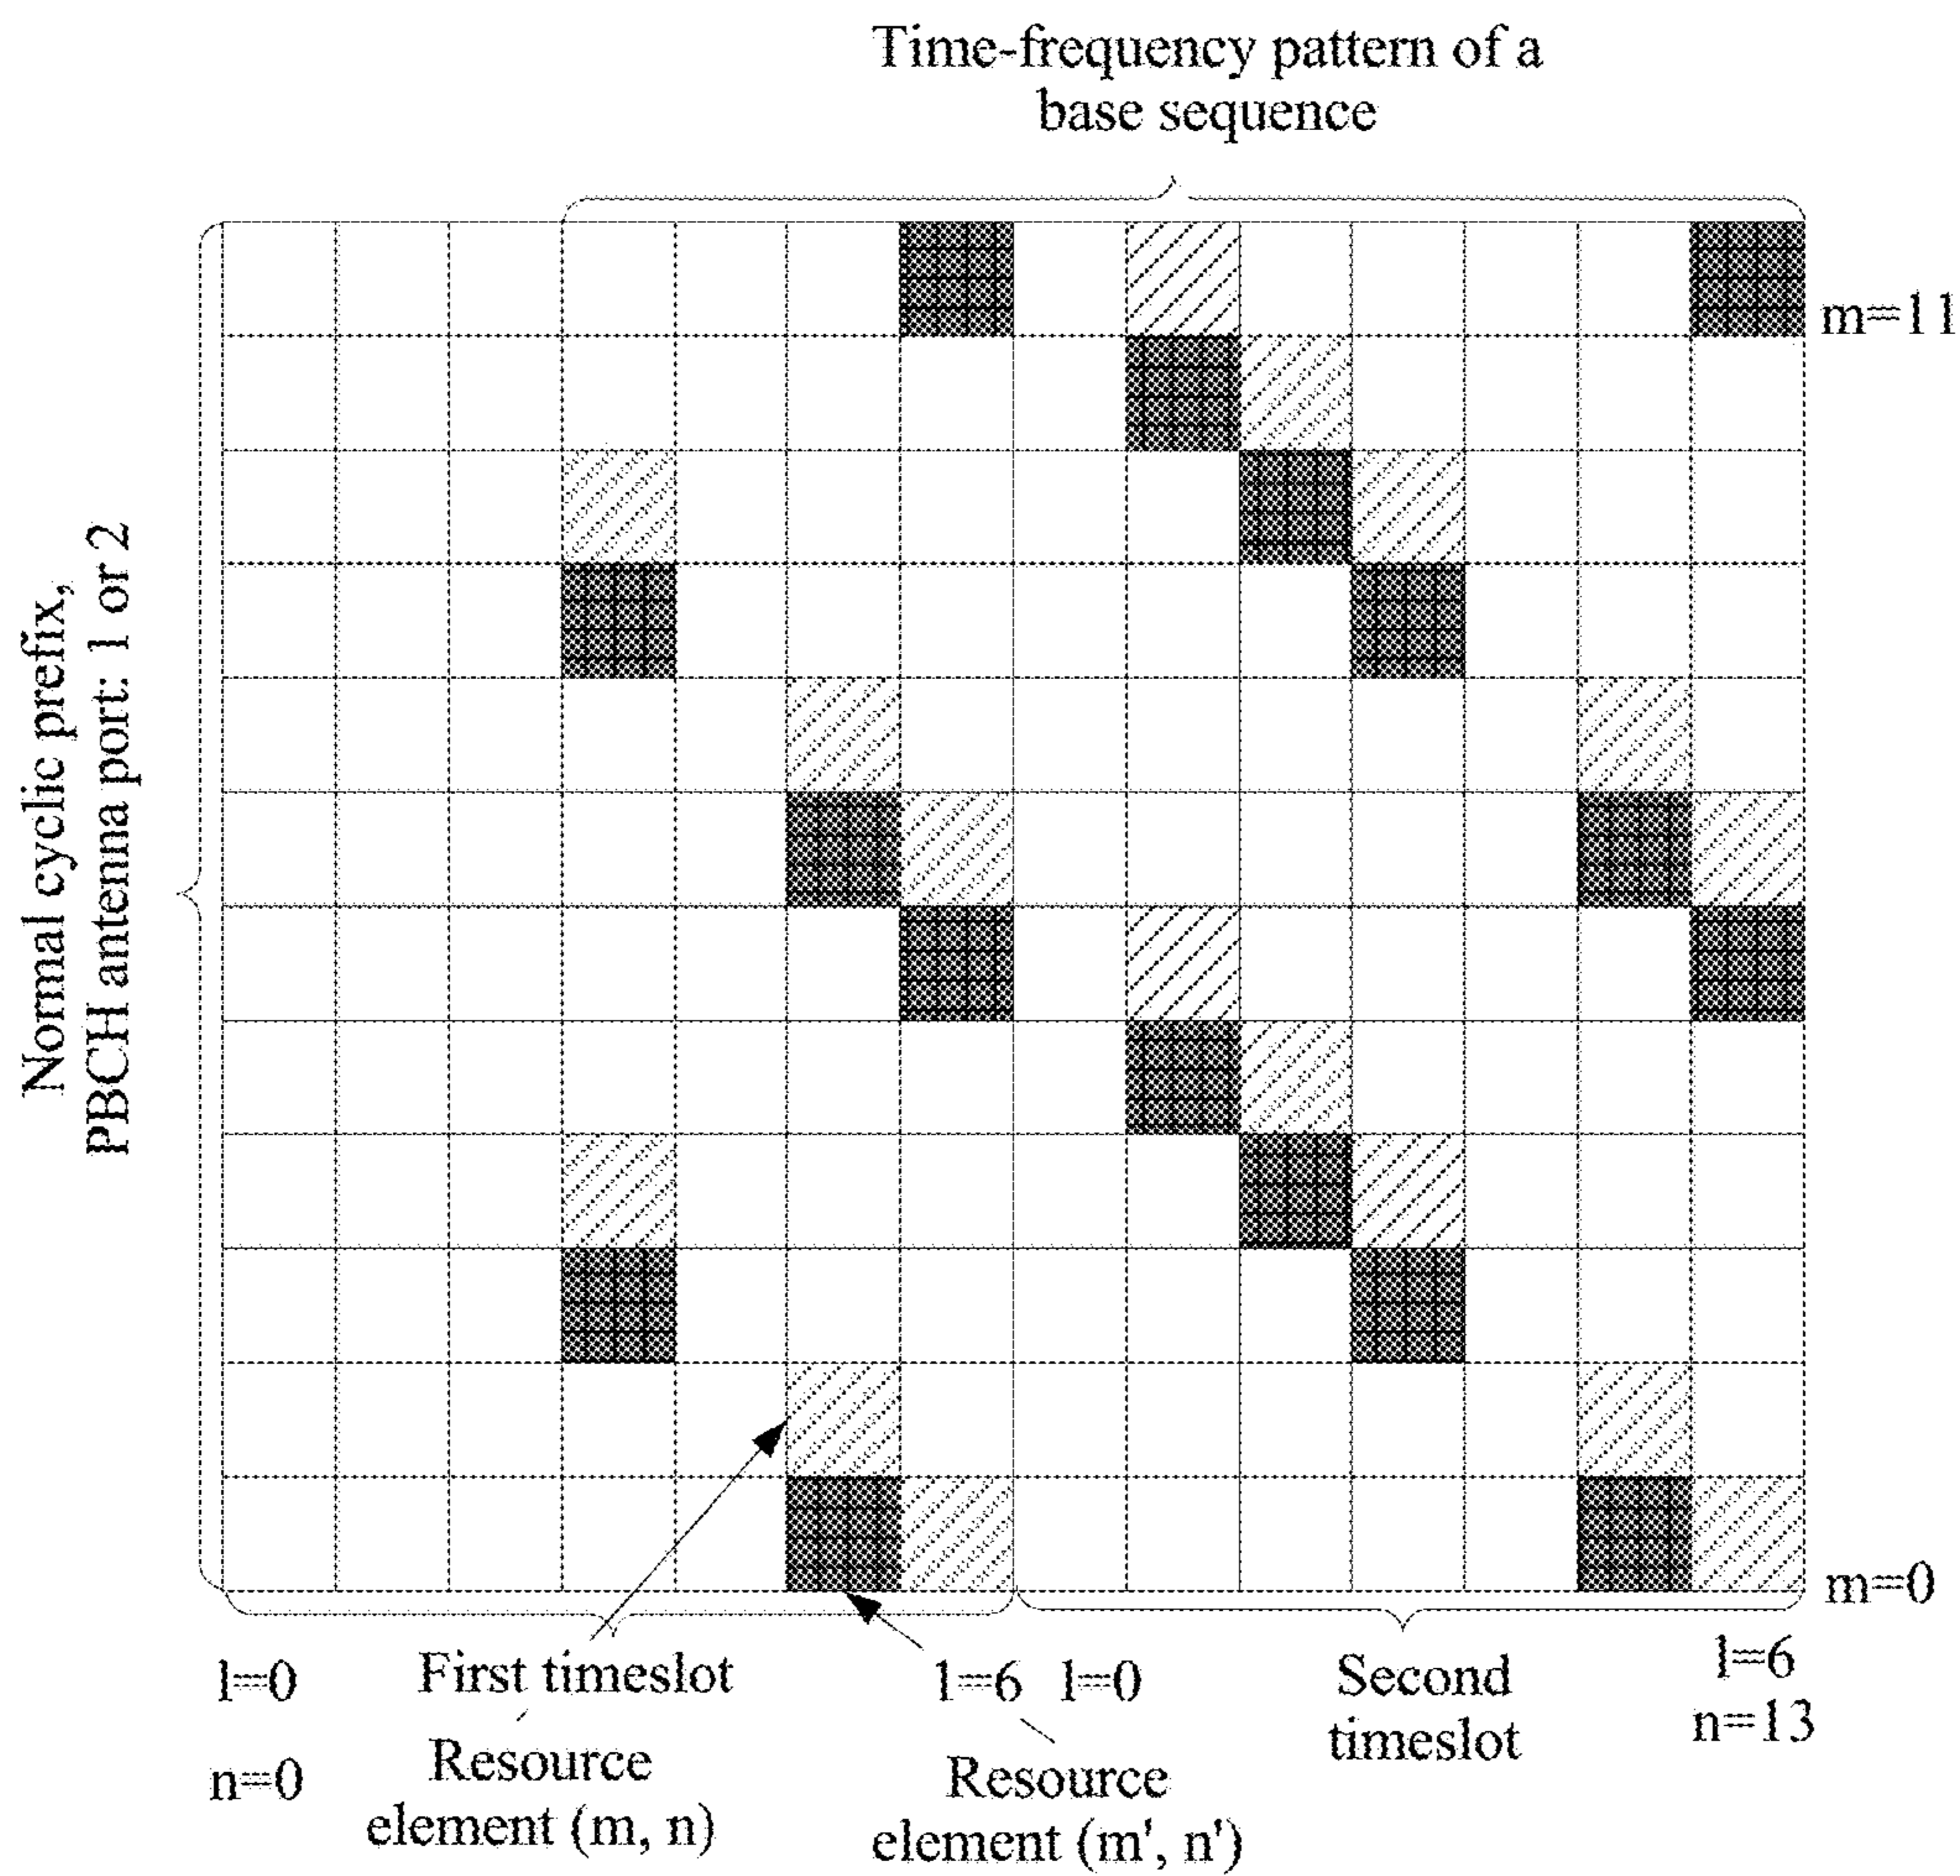 Time-frequency pattern of a
base sequence
m=11
Normal cyclic prefix,
PBCH antenna port: 1 or 2
m=0
l=0
First timeslot
l=6
l=0
Second
timeslot
l=6
n=13
n=0
Resource
element (m, n)
Resource
element (m', n')